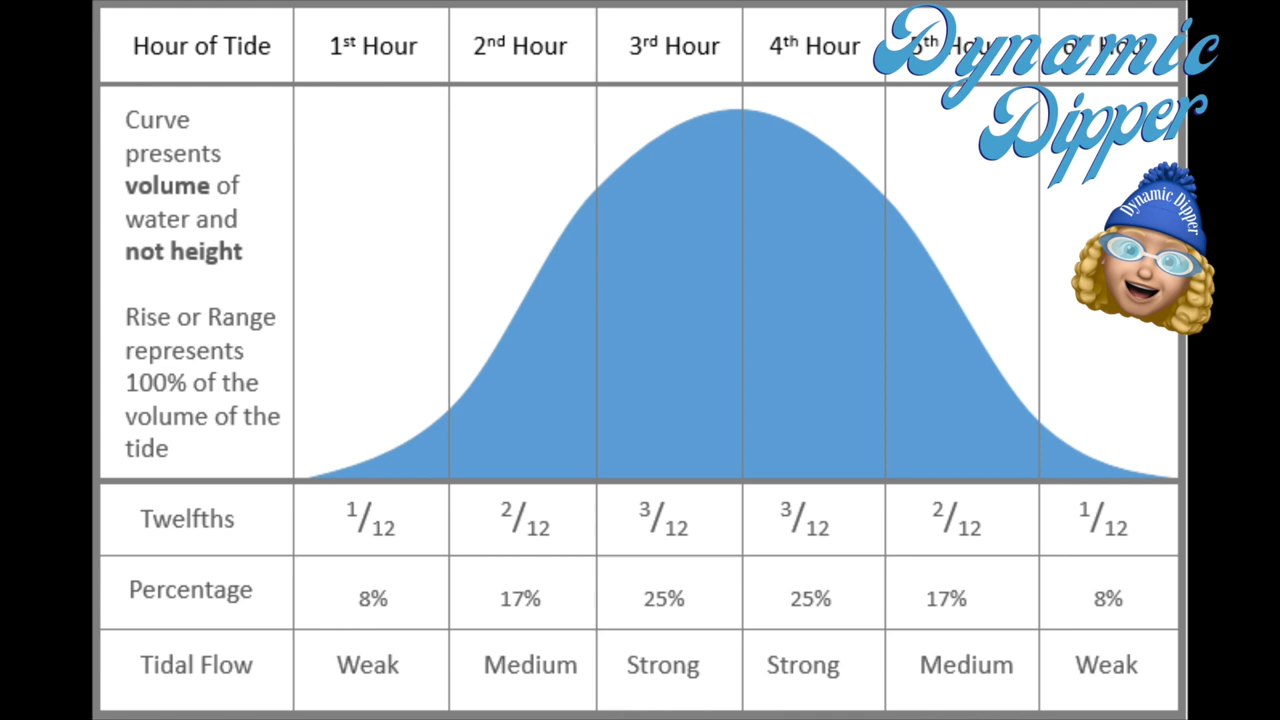 Hour of Tide 1st Hour 2nd Hour 3rd Hour 4th Hour 5th Hour
Dynamic
Dipper
Dynamic Dipper
Curve
presents
volume of
water and
not height
Rise or Range
represents
100% of the
volume of the
tide
Twelfths 1/12 2/12 3/12 3/12 2/12 1/12
Percentage 8% 17% 25% 25% 17% 8%
Tidal Flow Weak Medium Strong Strong Medium Weak